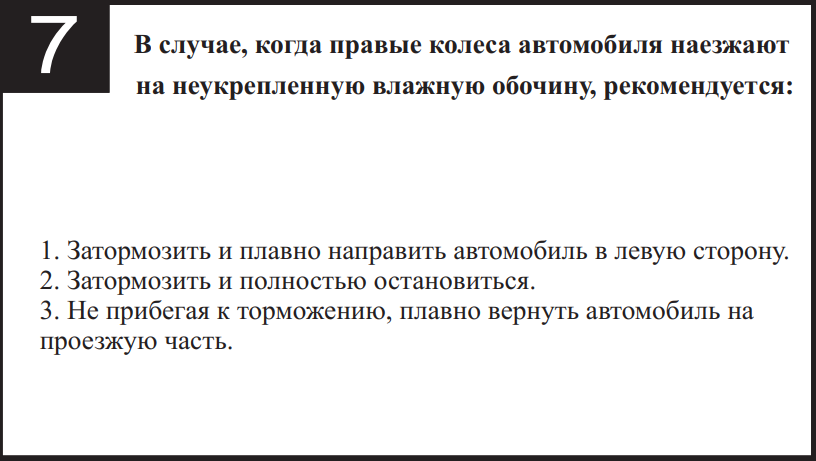 7
В случае, когда правые колеса автомобиля наезжают
на неукрепленную влажную обочину, рекомендуется:
1. Затормозить и плавно направить автомобиль в левую сторону.
2. Затормозить и полностью остановиться.
3. Не прибегая к торможению, плавно вернуть автомобиль на
проезжую часть.